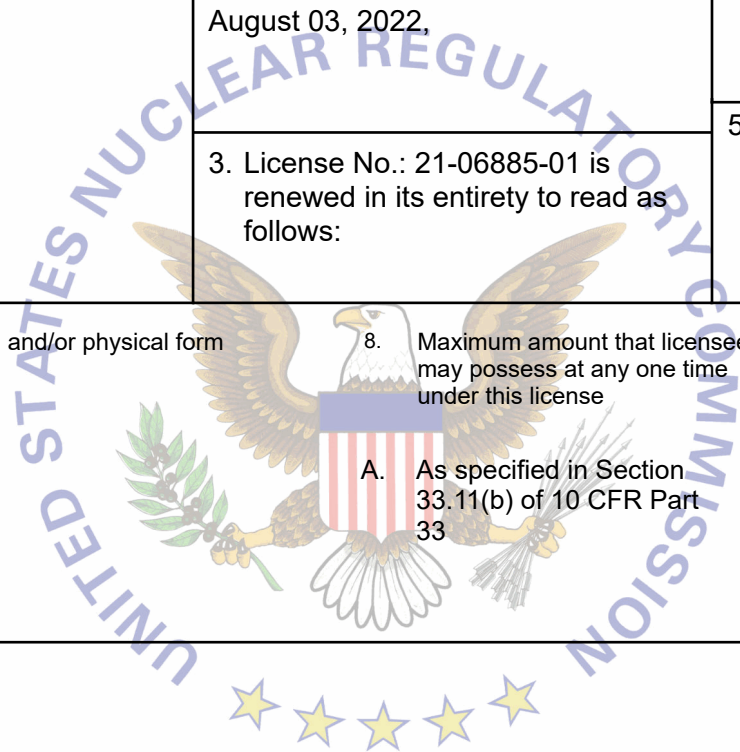 August 03, 2022,
5
3. License No.: 21-06885-01 is
renewed in its entirety to read as
follows:
and/or physical form
8. Maximum amount that licensee
may possess at any one time
under this license
A. As specified in Section
33.11(b) of 10 CFR Part
33
UNITED STATES NUCLEAR REGULATORY COMMISSION